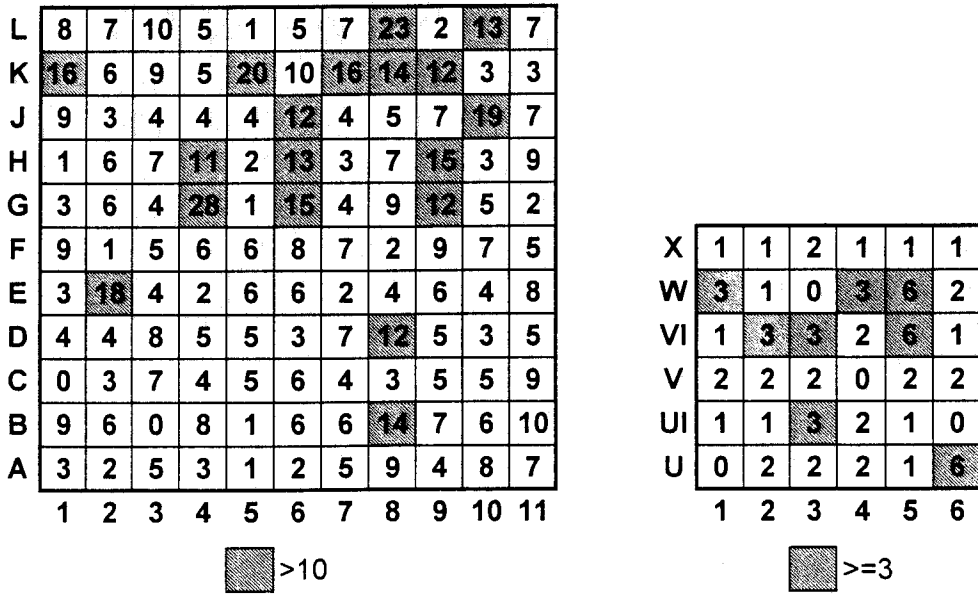 L 8 7 10 5 1 5 7 23 2 13 7
K 16 6 9 5 20 10 16 14 12 3 3
J 9 3 4 4 4 12 4 5 7 19 7
H 1 6 7 11 2 13 3 7 15 3 9
G 3 6 4 28 1 15 4 9 12 5 2
F 9 1 5 6 6 8 7 2 9 7 5
E 3 18 4 2 6 6 2 4 6 4 8
D 4 4 8 5 5 3 7 12 5 3 5
C 0 3 7 4 5 6 4 3 5 5 9
B 9 6 0 8 1 6 6 14 7 6 10
A 3 2 5 3 1 2 5 9 4 8 7
1 2 3 4 5 6 7 8 9 10 11
>10
X 1 1 2 1 1 1
W 3 1 0 3 6 2
VI 1 3 3 2 6 1
V 2 2 2 0 2 2
UI 1 1 3 2 1 0
U 0 2 2 2 1 6
1 2 3 4 5 6
>=3